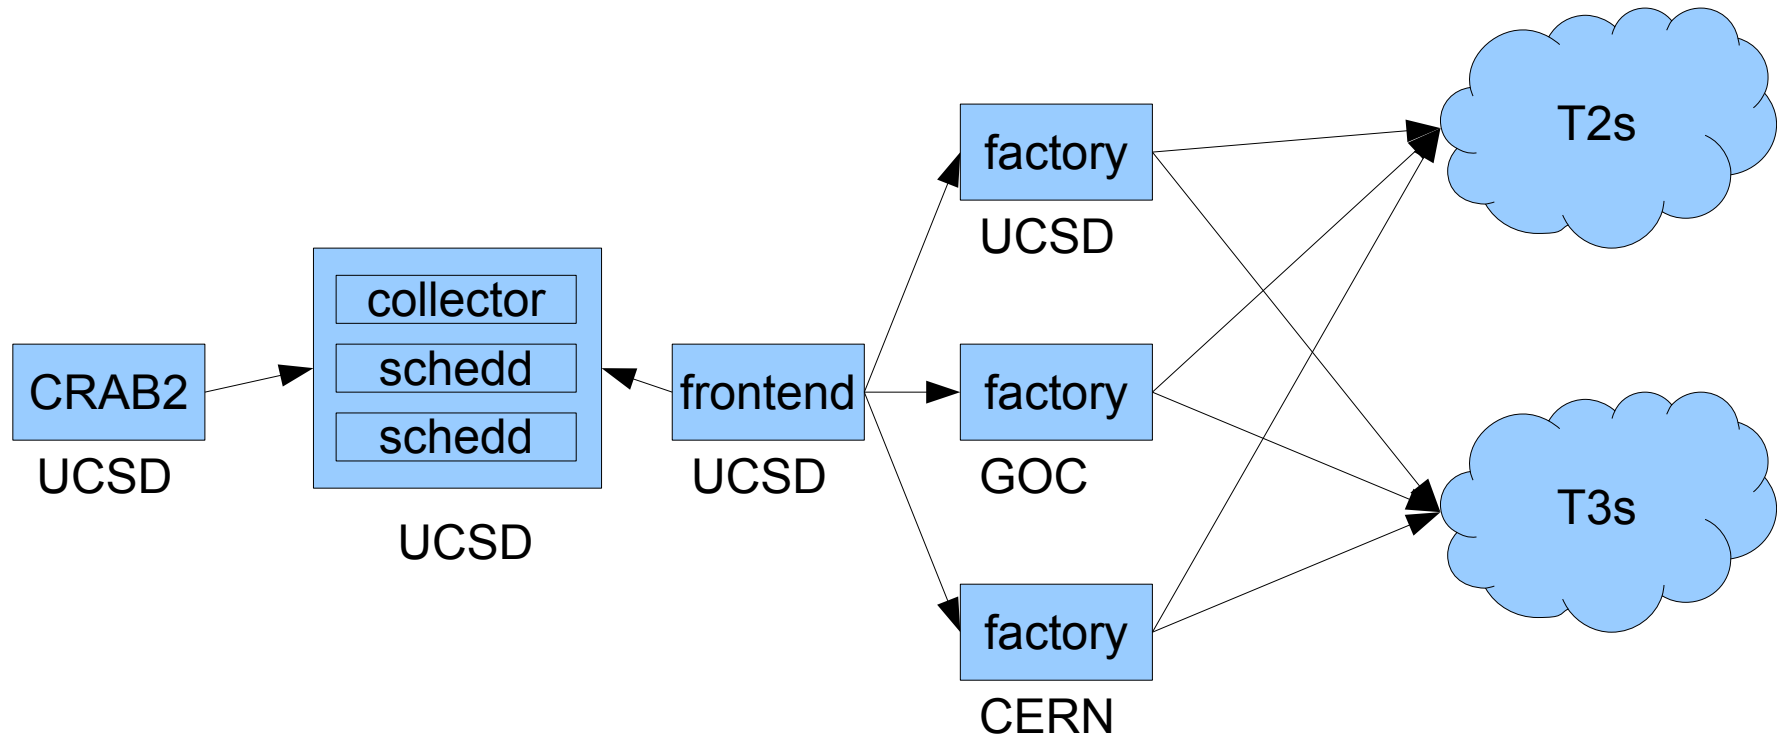 CRAB2
UCSD
collector
schedd
schedd
UCSD
frontend
UCSD
factory
UCSD
factory
GOC
factory
CERN
T2s
T3s